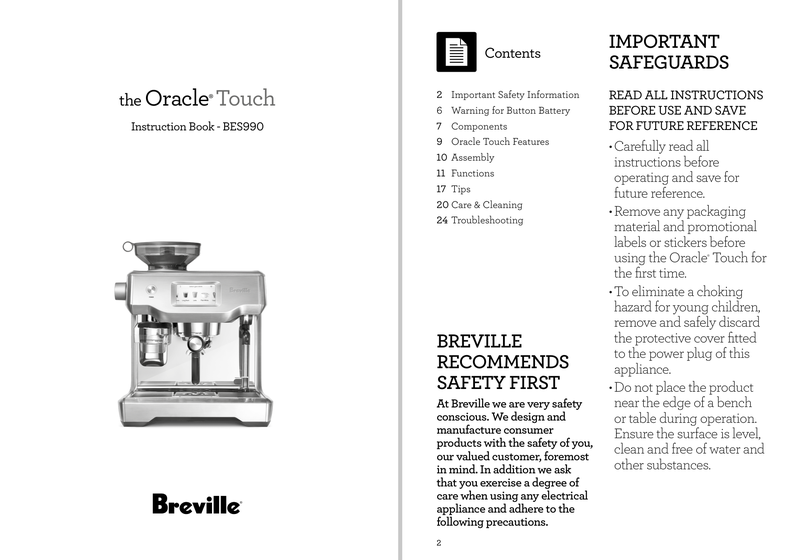 the Oracle® Touch
Instruction Book - BES990
Breville®
Contents
2 Important Safety Information
6 Warning for Button Battery
7 Components
9 Oracle Touch Features
10 Assembly
11 Functions
17 Tips
20 Care & Cleaning
24 Troubleshooting
BREVILLE
RECOMMENDS
SAFETY FIRST
At Breville we are very safety
conscious. We design and
manufacture consumer
products with the safety of you,
our valued customer, foremost
in mind. In addition we ask
that you exercise a degree of
care when using any electrical
appliance and adhere to the
following precautions.
2
IMPORTANT
SAFEGUARDS
READ ALL INSTRUCTIONS
BEFORE USE AND SAVE
FOR FUTURE REFERENCE
• Carefully read all
instructions before
operating and save for
future reference.
• Remove any packaging
material and promotional
labels or stickers before
using the Oracle® Touch for
the first time.
• To eliminate a choking
hazard for young children,
remove and safely discard
the protective cover fitted
to the power plug of this
appliance.
• Do not place the product
near the edge of a bench
or table during operation.
Ensure the surface is level,
clean and free of water and
other substances.